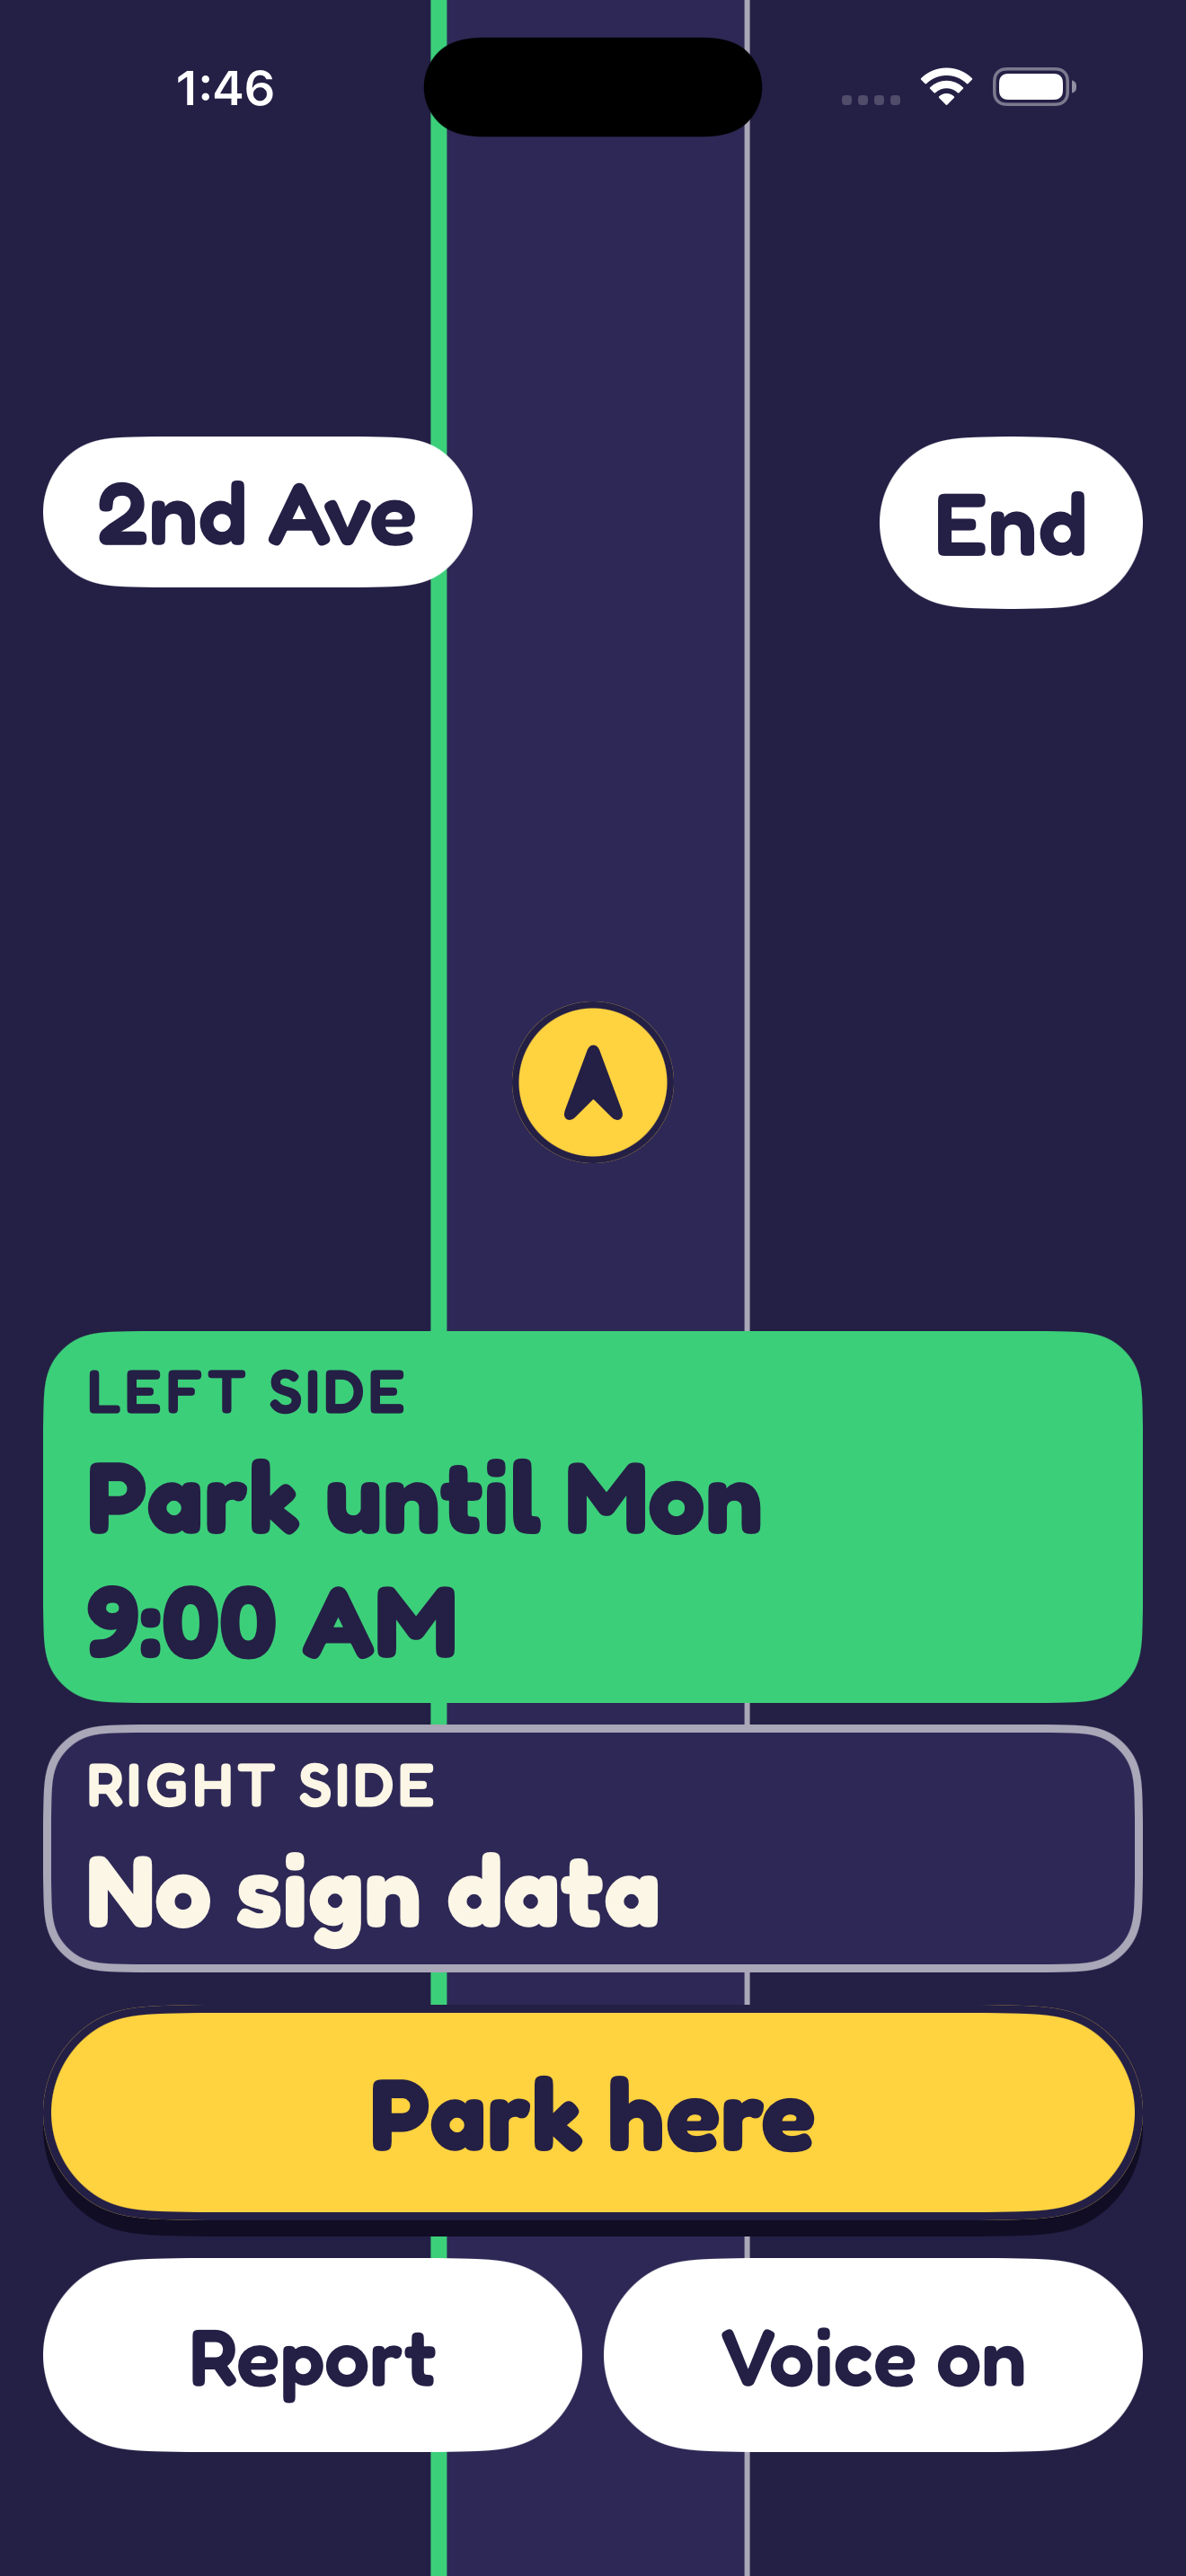 1:46
2nd Ave
End
LEFT SIDE
Park until Mon
9:00 AM
RIGHT SIDE
No sign data
Park here
Report
Voice on